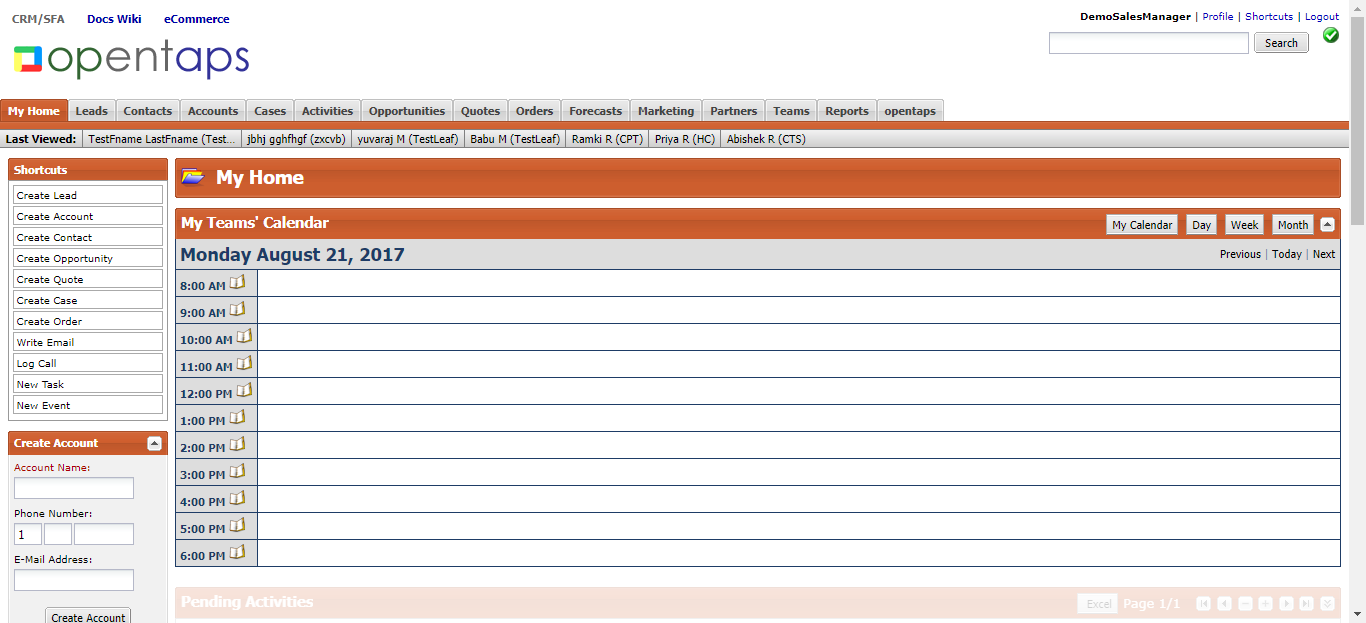 CRM/SFA Docs Wiki eCommerce
DemoSalesManager | Profile | Shortcuts | Logout
opentaps
Search
My Home Leads Contacts Accounts Cases Activities Opportunities Quotes Orders Forecasts Marketing Partners Teams Reports opentaps
Last Viewed: TestFname LastFname (Test... jbhj gghfhgf (zxcvb) yuvaraj M (TestLeaf) Babu M (TestLeaf) Ramki R (CPT) Priya R (HC) Abishek R (CTS)
Shortcuts
Create Lead
Create Account
Create Contact
Create Opportunity
Create Quote
Create Case
Create Order
Write Email
Log Call
New Task
New Event
Create Account
Account Name:
Phone Number:
1
E-Mail Address:
Create Account
My Home
My Teams' Calendar
My Calendar Day Week Month
Monday August 21, 2017
Previous | Today | Next
8:00 AM
9:00 AM
10:00 AM
11:00 AM
12:00 PM
1:00 PM
2:00 PM
3:00 PM
4:00 PM
5:00 PM
6:00 PM
Pending Activities
Excel Page 1/1